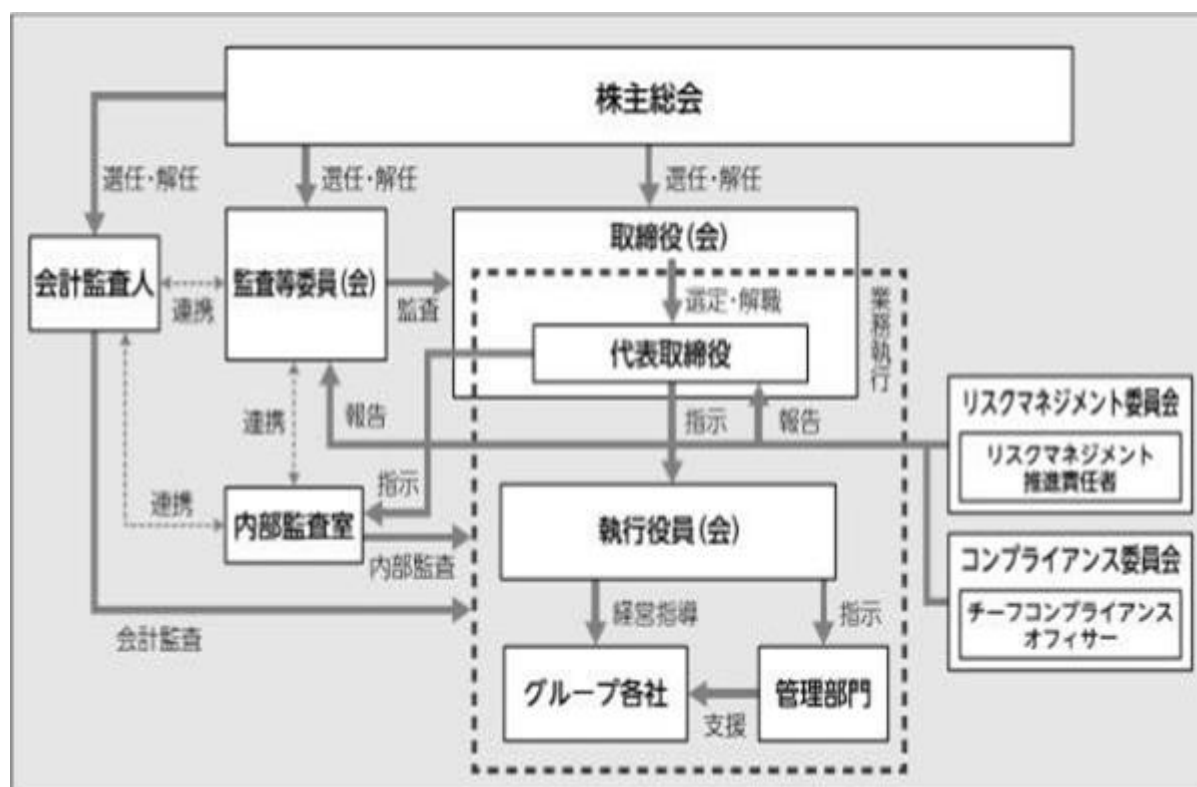 株主総会
選任・解任
選任・解任
選任・解任
取締役(会)
会計監査人
連携
監査等委員(会)
監査
選定・解職
業務執行
代表取締役
連携
報告
指示
報告
リスクマネジメント委員会
リスクマネジメント
推進責任者
指示
連携
内部監査室
内部監査
執行役員(会)
コンプライアンス委員会
チーフコンプライアンス
オフィサー
会計監査
経営指導
指示
グループ各社
支援
管理部門